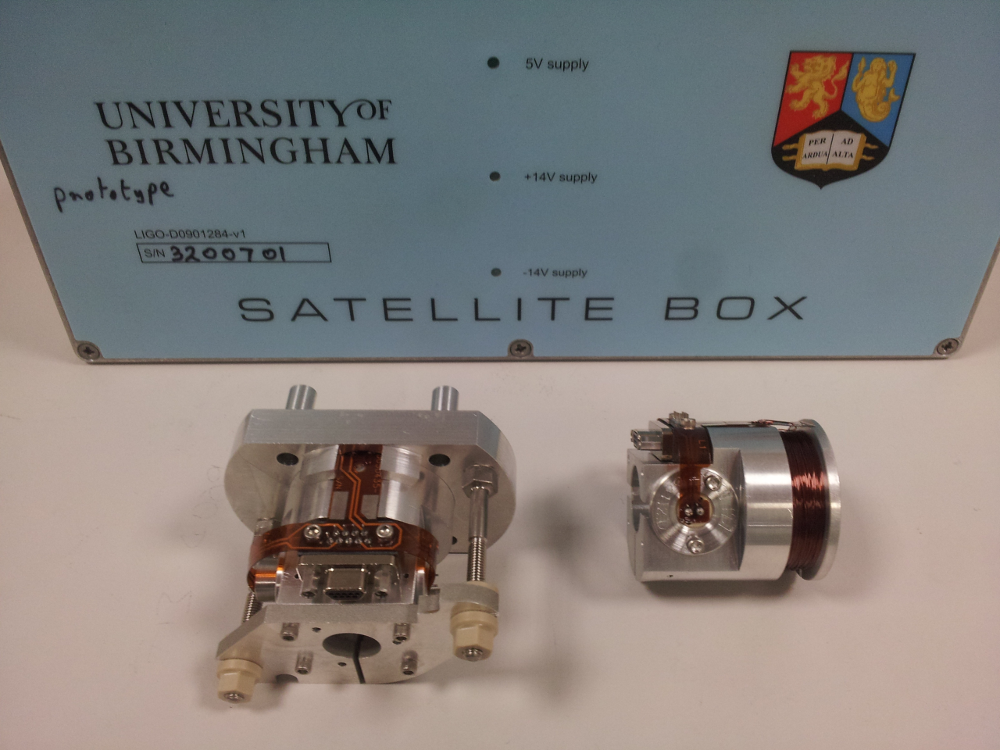 5V supply
UNIVERSITY OF
BIRMINGHAM
PER AD
ARDUA ALTA
+14V supply
prototype
LIGO-D0901284-v1
S/N 3200701
-14V supply
SATELLITE BOX